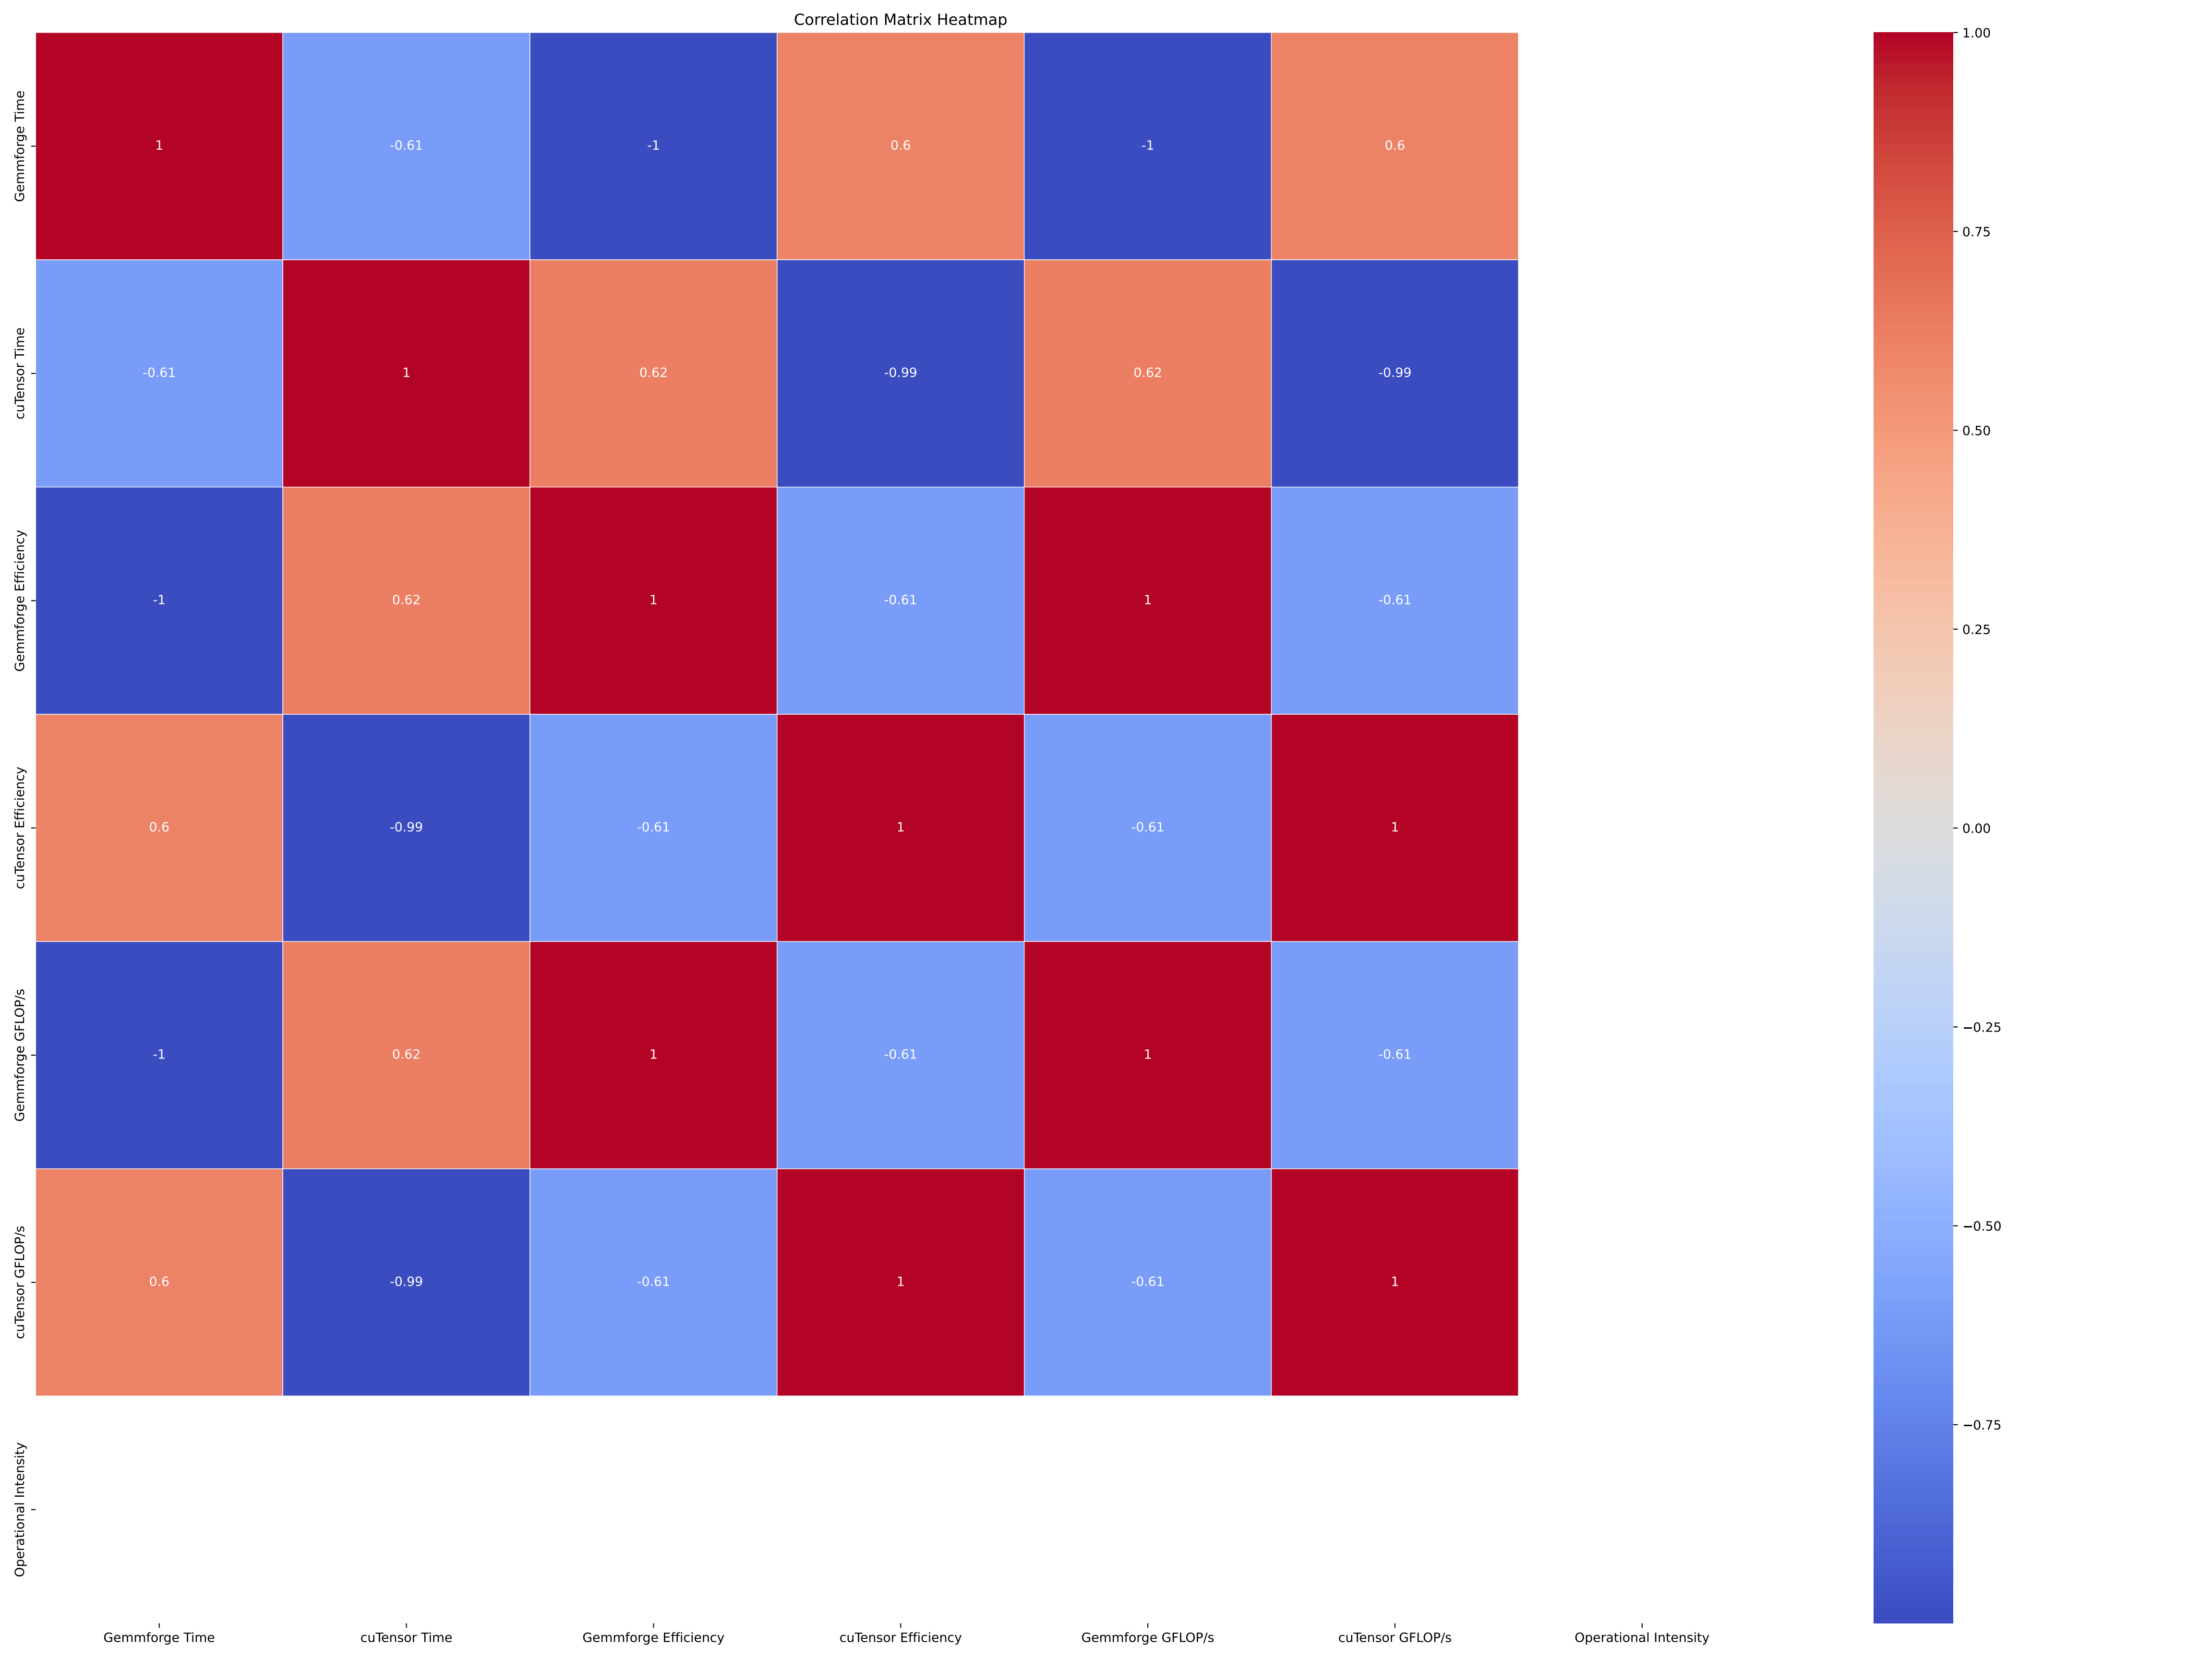 Correlation Matrix Heatmap
Gemmforge Time
1
-0.61
-1
0.6
-1
0.6
cuTensor Time
-0.61
1
0.62
-0.99
0.62
-0.99
Gemmforge Efficiency
-1
0.62
1
-0.61
1
-0.61
cuTensor Efficiency
0.6
-0.99
-0.61
1
-0.61
1
Gemmforge GFLOP/s
-1
0.62
1
-0.61
1
-0.61
cuTensor GFLOP/s
0.6
-0.99
-0.61
1
-0.61
1
Operational Intensity
Gemmforge Time
cuTensor Time
Gemmforge Efficiency
cuTensor Efficiency
Gemmforge GFLOP/s
cuTensor GFLOP/s
Operational Intensity
1.00
0.75
0.50
0.25
0.00
−0.25
−0.50
−0.75